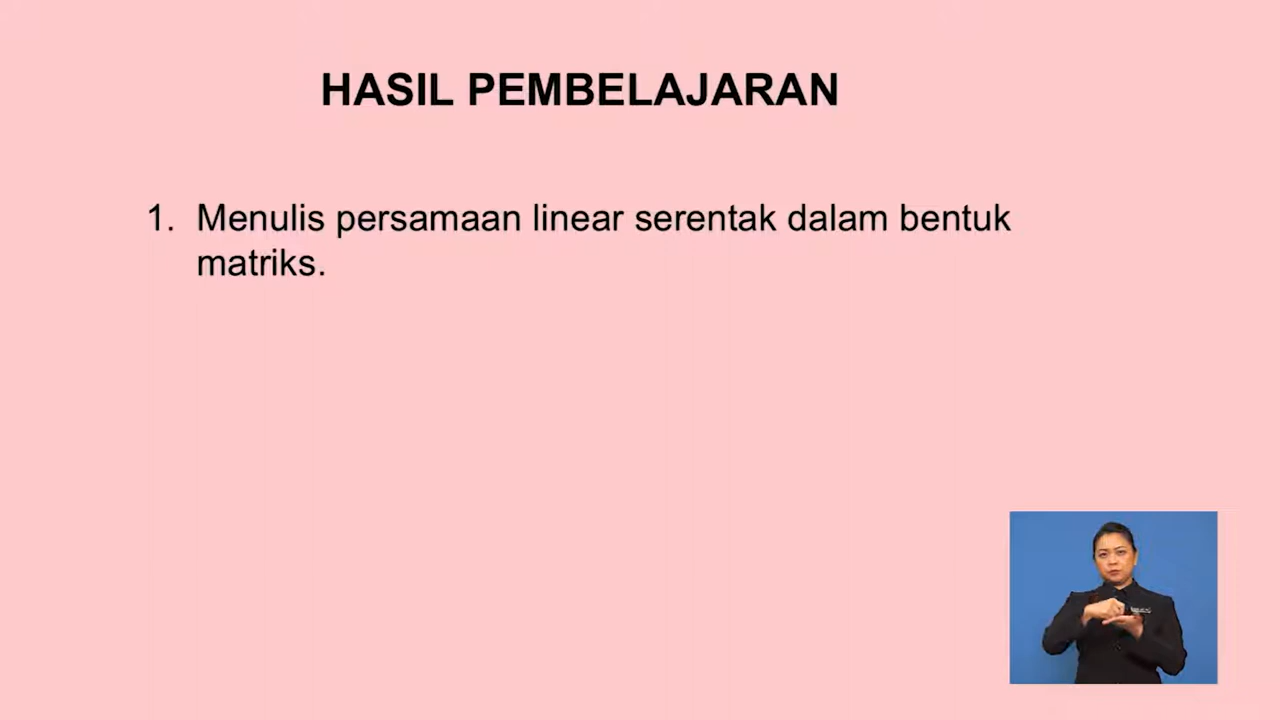 HASIL PEMBELAJARAN
1. Menulis persamaan linear serentak dalam bentuk
matriks.